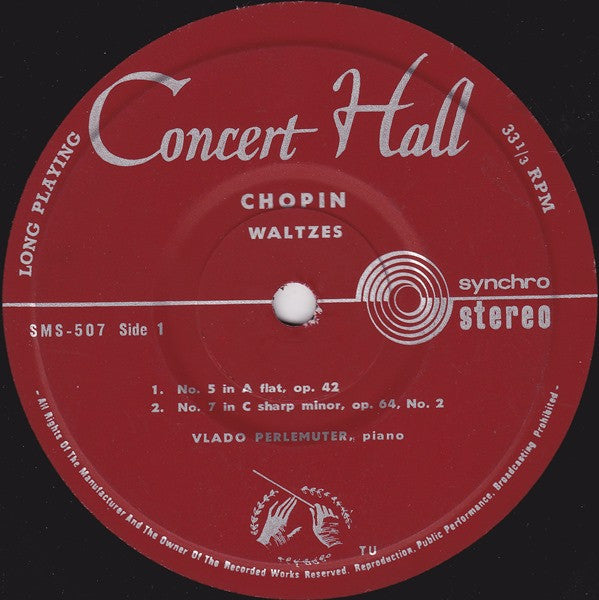 Concert Hall
LONG PLAYING
33 1/3 RPM
CHOPIN
WALTZES
synchro
stereo
SMS-507 Side 1
1. No. 5 in A flat, op. 42
2. No. 7 in C sharp minor, op. 64, No. 2
VLADO PERLEMUTER, piano
TU
- All Rights Of The Manufacturer And The Owner Of The Recorded Works Reserved. Reproduction, Public Performance, Broadcasting Prohibited -